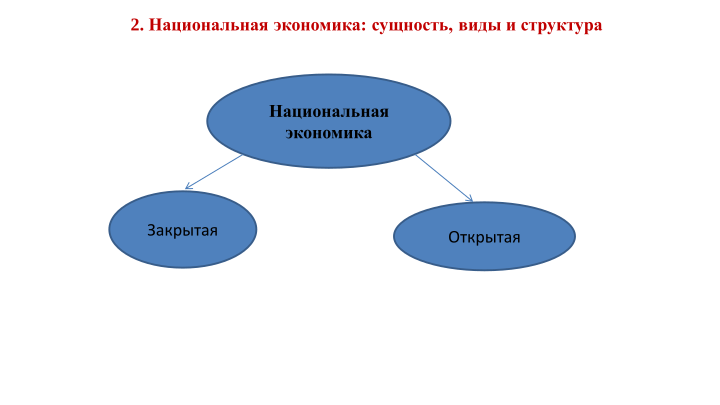 2. Национальная экономика: сущность, виды и структура
Национальная
экономика
Закрытая
Открытая